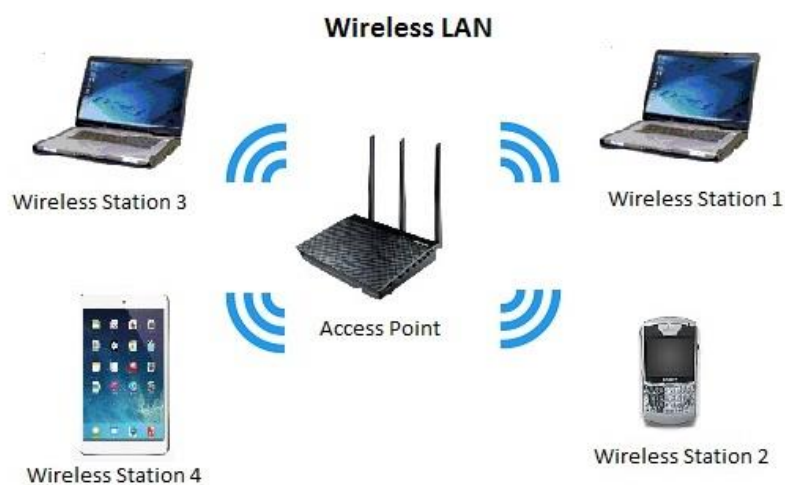 Wireless LAN
Wireless Station 3
Wireless Station 1
Access Point
Wireless Station 4
Wireless Station 2